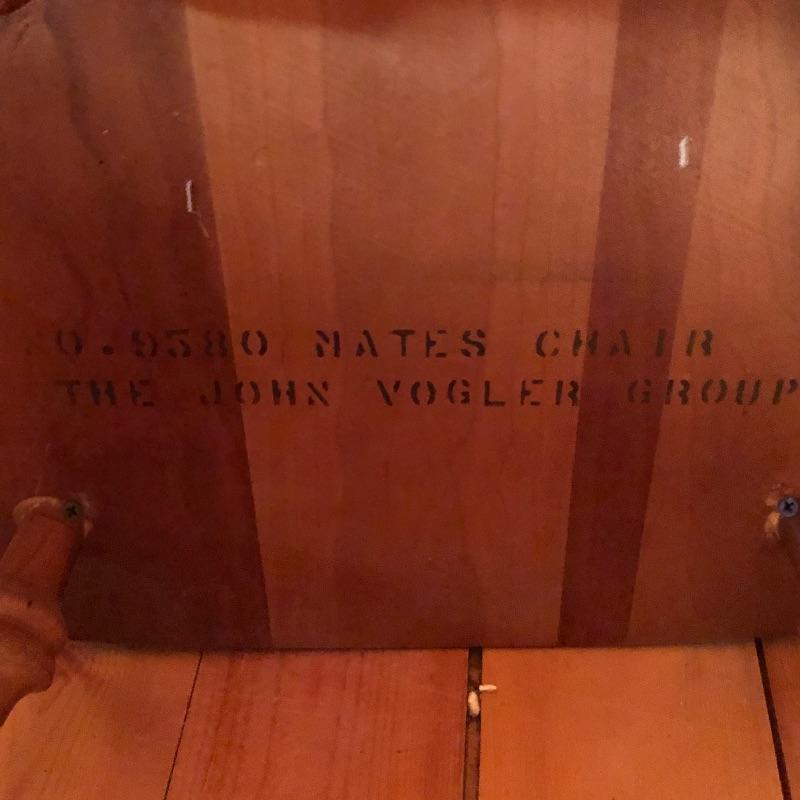 0.9580 MATES CHAIR
THE JOHN VOGLER GROUP